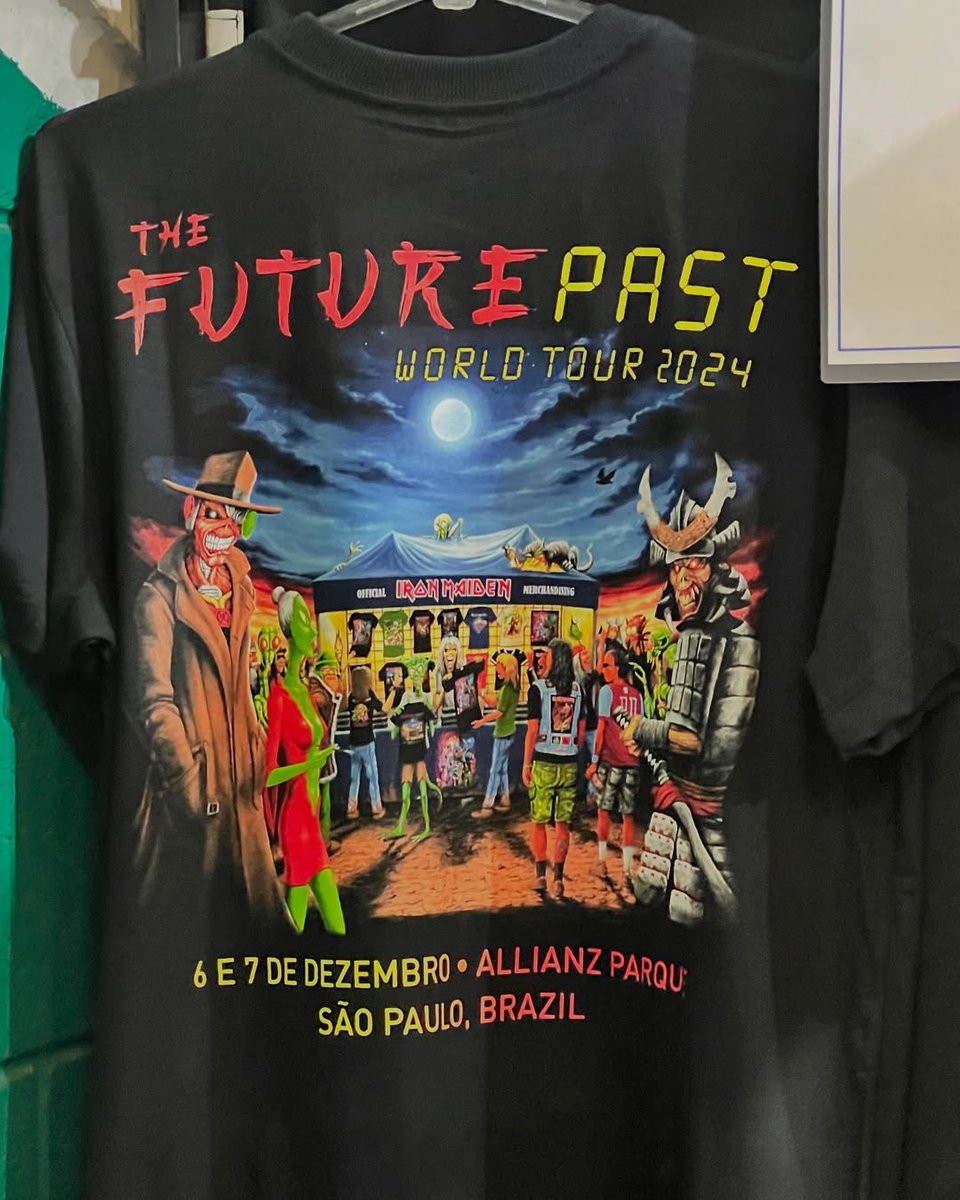 THE
FUTURE PAST
WORLD TOUR 2024
OFFICIAL IRON MAIDEN MERCHANDISING
6 E 7 DE DEZEMBRO • ALLIANZ PARQU
SÃO PAULO, BRAZIL